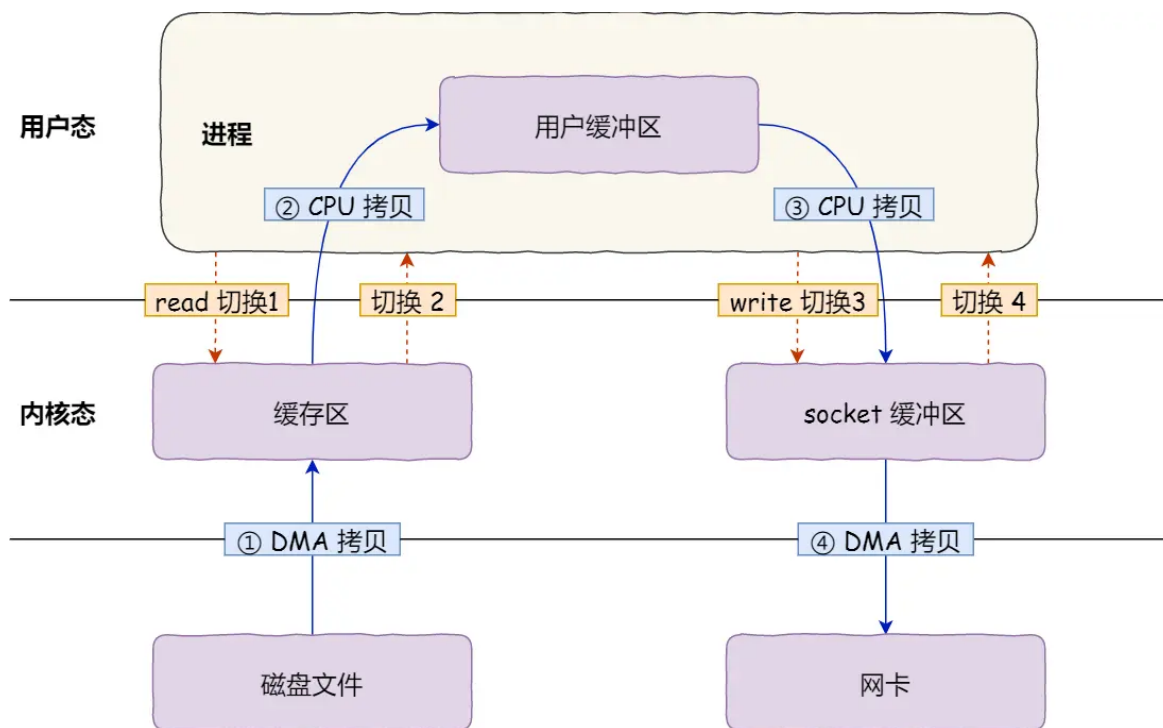 用户态
进程
用户缓冲区
② CPU 拷贝
③ CPU 拷贝
read 切换1
切换 2
write 切换3
切换 4
内核态
缓存区
socket 缓冲区
① DMA 拷贝
④ DMA 拷贝
磁盘文件
网卡